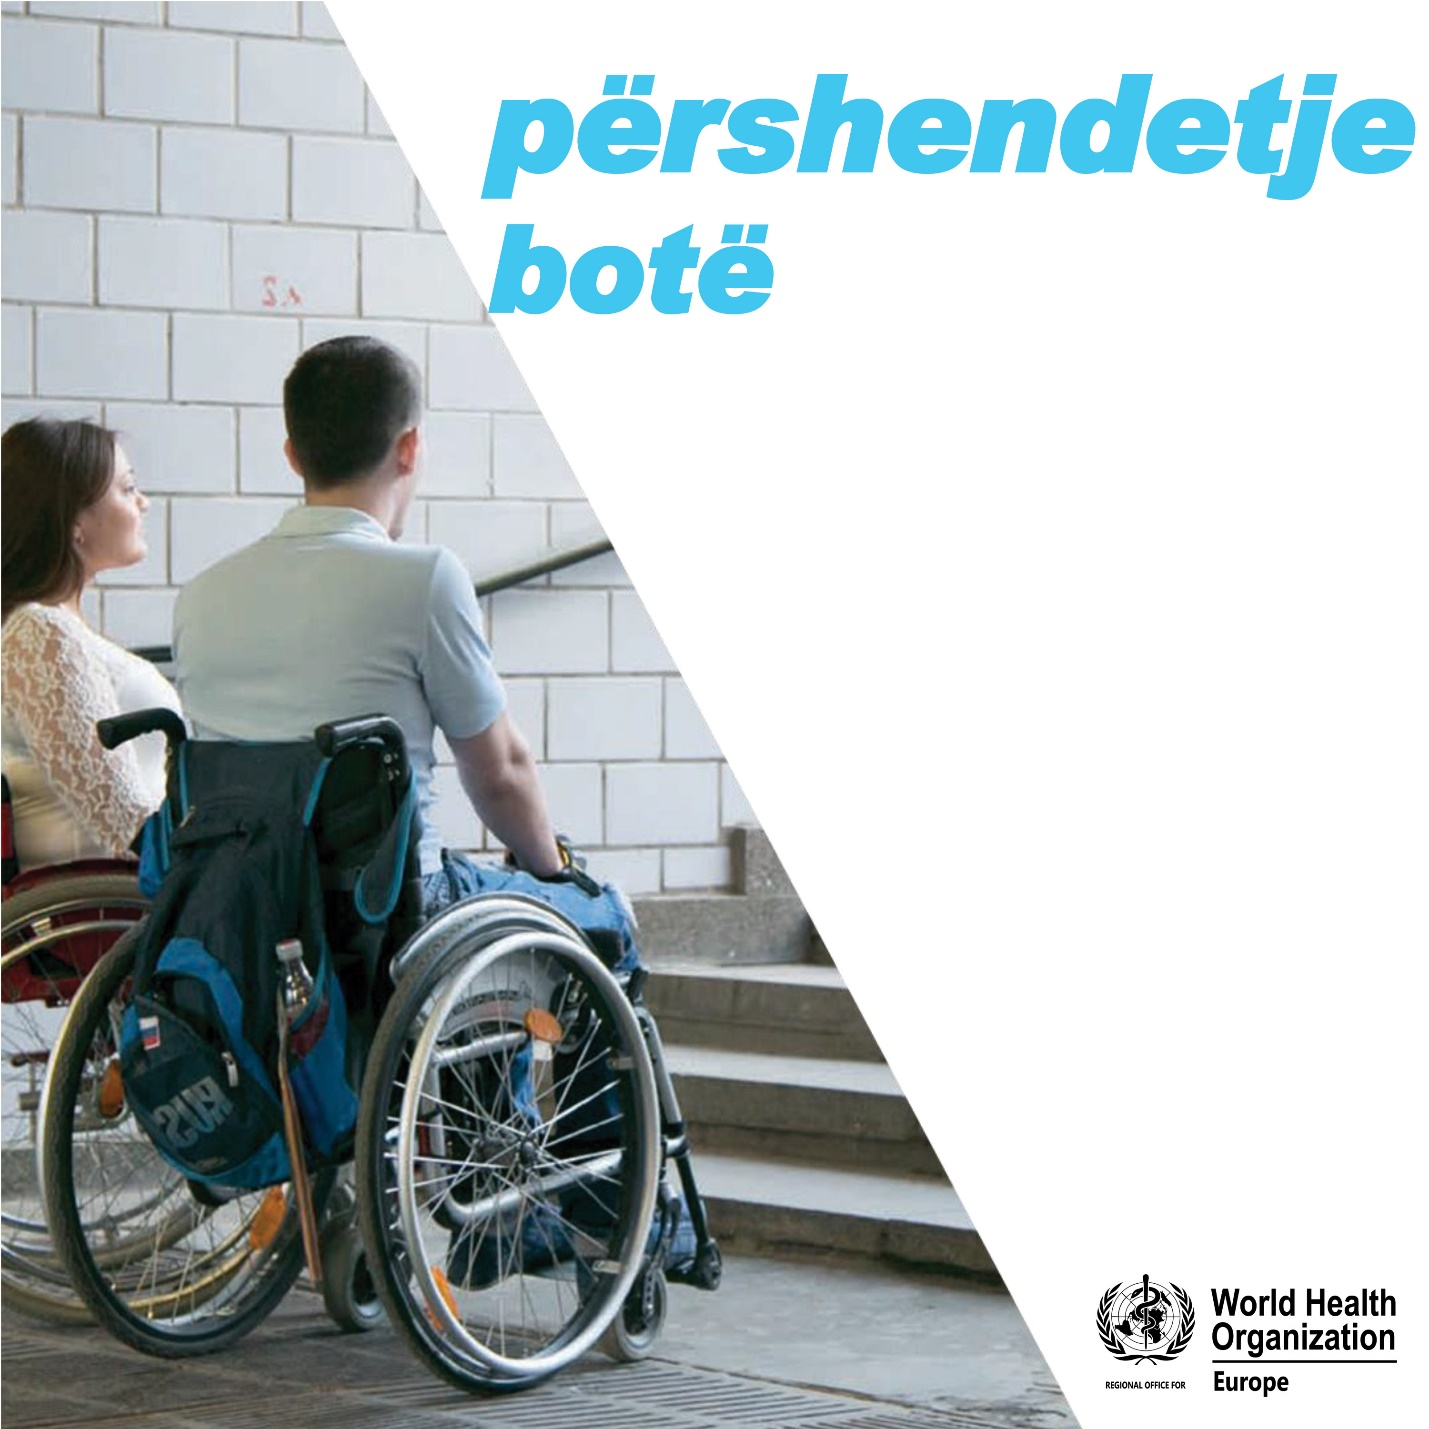 përshendetje
botë
World Health
Organization
REGIONAL OFFICE FOR
Europe